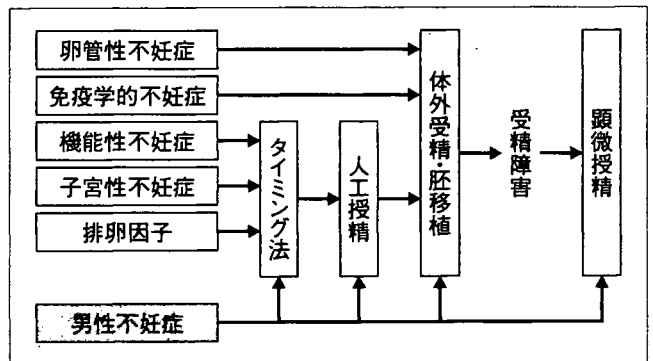 卵管性不妊症
免疫学的不妊症
機能性不妊症
子宮性不妊症
排卵因子
男性不妊症
タイミング法
人工授精
体外受精・胚移植
受精障害
顕微授精